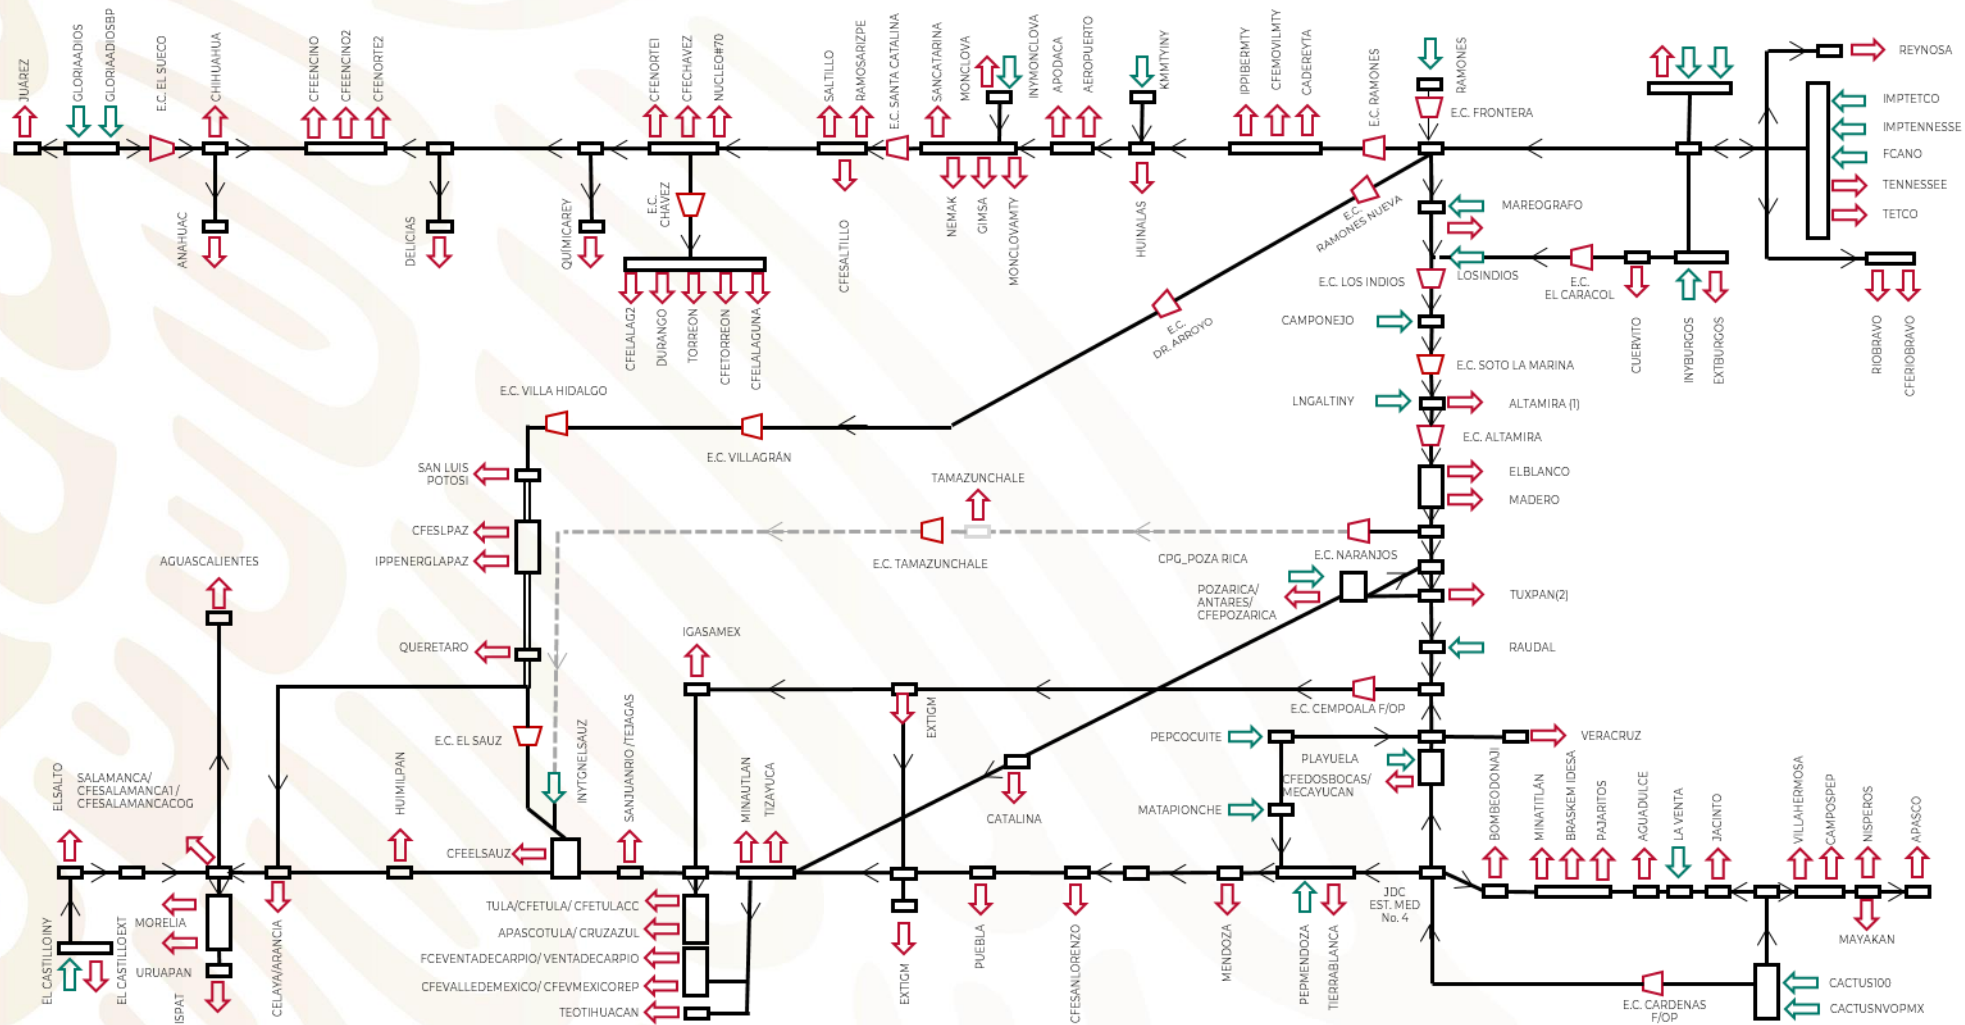 JUÁREZ
GLORIAADIOS
GLORIAADIOSBP
E.C. EL SUECO
CHIHUAHUA
CFEENCINO
CFEENCINO2
CFENORTE2
CFENORTE1
CFECHAVEZ
NUCLEO#70
SALTILLO
RAMOSARIZPE
E.C. SANTA CATALINA
SANCATARINA
MONCLOVA
INYMONCLOVA
APODACA
AEROPUERTO
KMMTYINY
IPPIBERMTY
CFEMOVILMTY
CADEREYTA
E.C. RAMONES
RAMONES
E.C. FRONTERA
REYNOSA
IMPTETCO
IMPTENNESSE
FCANO
TENNESSEE
TETCO
ANAHUAC
DELICIAS
QUÍMICAREY
E.C.
CHAVEZ
CFESALTILLO
NEMAK
GIMSA
MONCLOVAMTY
HUINALAS
E.C.
RAMONES NUEVA
MAREOGRAFO
LOSINDIOS
E.C. LOS INDIOS
E.C.
EL CARACOL
CUERVITO
INYBURGOS
EXTBURGOS
RIOBRAVO
CFERIOBRAVO
CFELALAG2
DURANGO
TORREON
CFETORREON
CFELALAGUNA
E.C.
DR. ARROYO
CAMPONEJO
E.C. SOTO LA MARINA
E.C. VILLA HIDALGO
LNGALTINY
ALTAMIRA (1)
E.C. VILLAGRÁN
E.C. ALTAMIRA
SAN LUIS
POTOSI
TAMAZUNCHALE
ELBLANCO
MADERO
CFESLPAZ
IPPENERGLAPAZ
E.C. TAMAZUNCHALE
CPG_POZA RICA
E.C. NARANJOS
AGUASCALIENTES
POZARICA/
ANTARES/
CFEPOZARICA
TUXPAN(2)
QUERETARO
IGASAMEX
RAUDAL
E.C. CEMPOALA F/OP
EXTIGM
E.C. EL SAUZ
INYTGNELSAUZ
SANJUANRIO /TEJAGAS
PEPCOCUITE
VERACRUZ
PLAYUELA
CFEDOSBOCAS/
MECAYUCAN
MATAPIONCHE
CATALINA
ELSALTO
SALAMANCA/
CFESALAMANCA1 /
CFESALAMANCACOG
HUIMILPAN
MINAUTLAN
TIZAYUCA
BOMBEODONAJI
MINATITLÁN
BRASKEM IDESA
PAJARITOS
AGUADULCE
LA VENTA
JACINTO
VILLAHERMOSA
CAMPOSPEP
NISPEROS
APASCO
CFEELSAUZ
JDC
EST. MED
No. 4
MORELIA
URUAPAN
ISPAT
EL CASTILLOINY
EL CASTILLOEXT
CELAYA/ARANCIA
TULA/CFETULA/ CFETULACC
APASCOTULA/ CRUZAZUL
FCEVENTADECARPIO/ VENTADECARPIO
CFEVALLEDEMEXICO/ CFEVMEXICOREP
TEOTIHUACAN
EXTIGM
PUEBLA
CFESANLORENZO
MENDOZA
PEPMENDOZA
TIERRABLANCA
MAYAKAN
E.C. CARDENAS
F/OP
CACTUS100
CACTUSNVOPMX